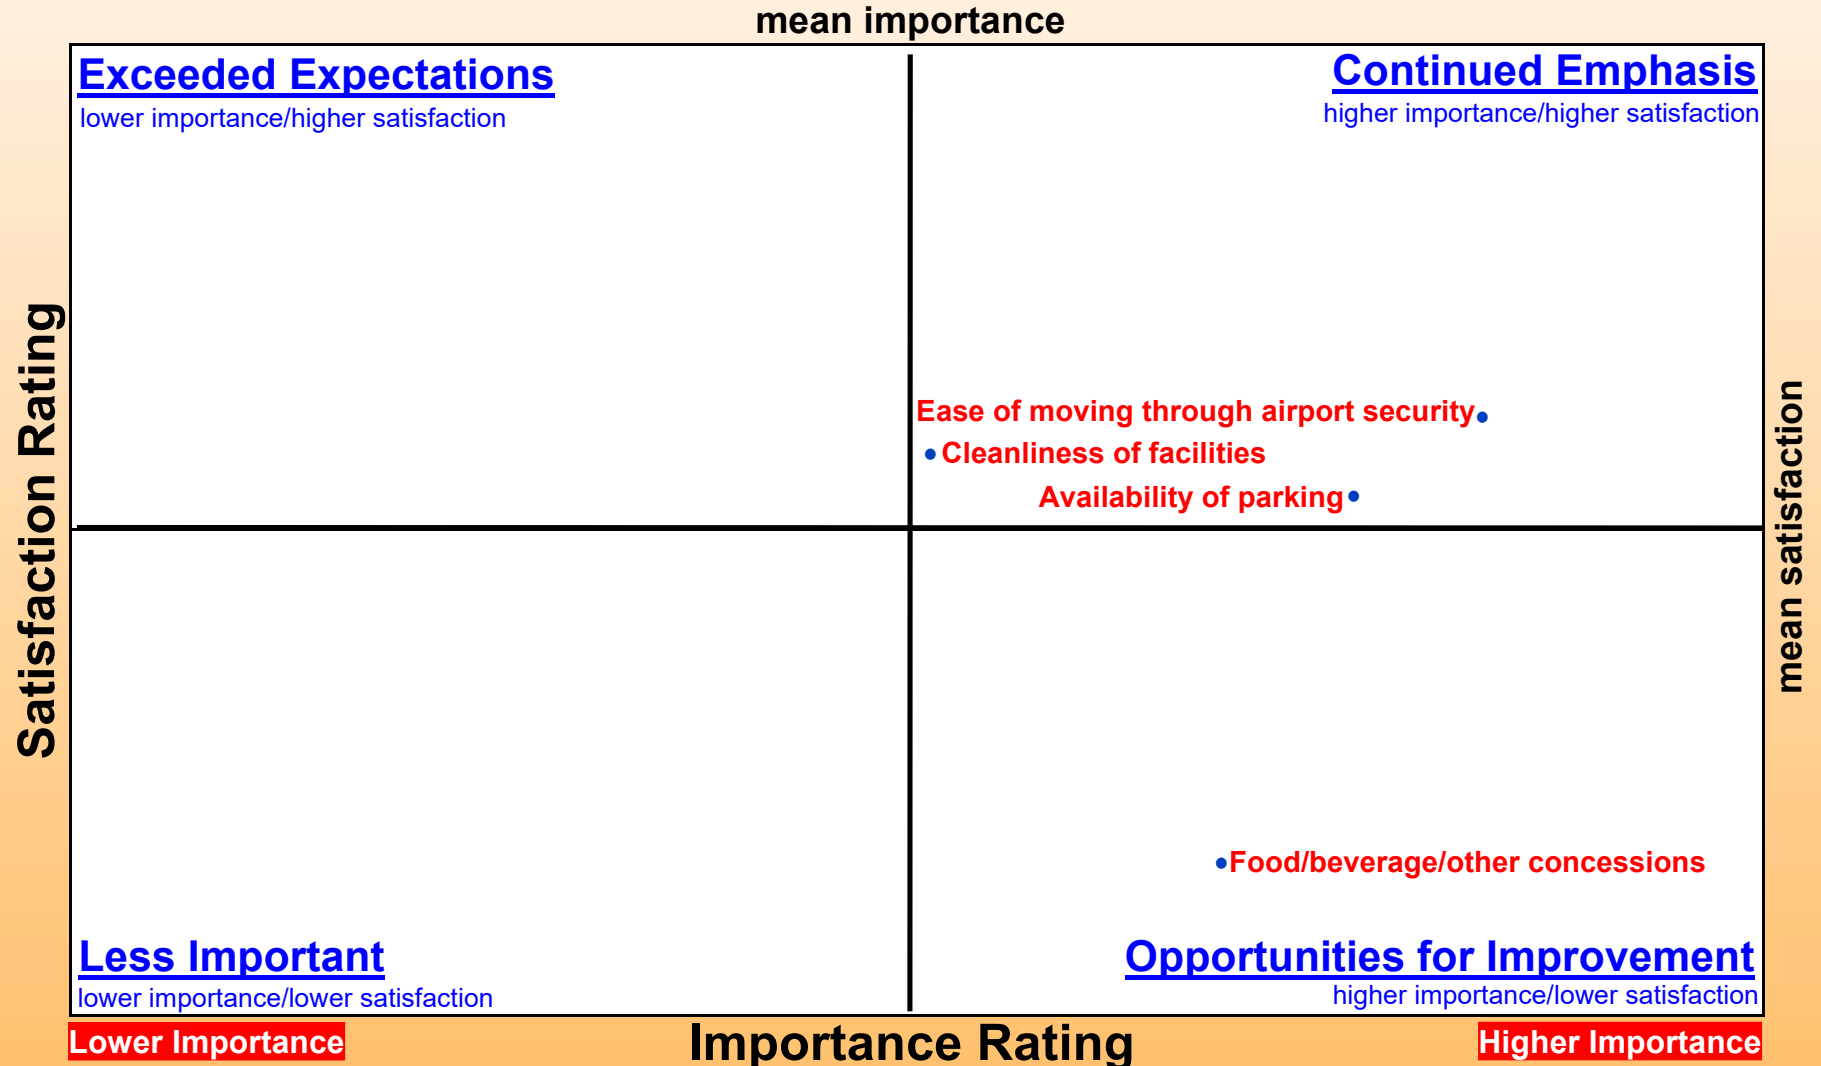 mean importance
Exceeded Expectations
lower importance/higher satisfaction
Continued Emphasis
higher importance/higher satisfaction
Satisfaction Rating
mean satisfaction
Ease of moving through airport security
Cleanliness of facilities
Availability of parking
Food/beverage/other concessions
Less Important
lower importance/lower satisfaction
Opportunities for Improvement
higher importance/lower satisfaction
Lower Importance
Importance Rating
Higher Importance